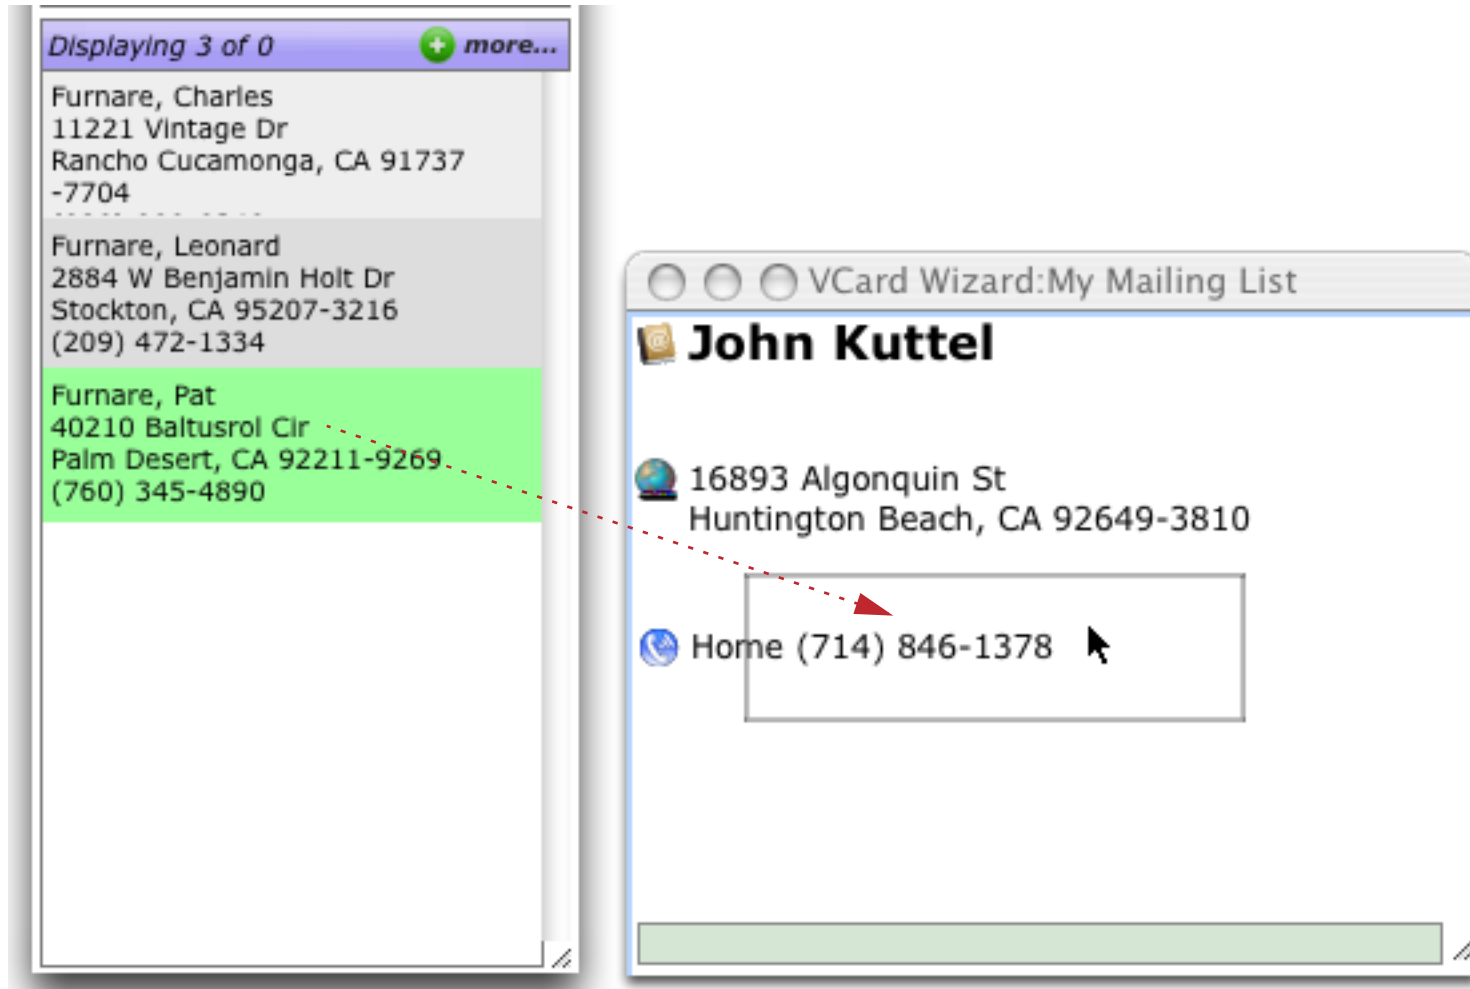 Displaying 3 of 0
more...
Furnare, Charles
11221 Vintage Dr
Rancho Cucamonga, CA 91737
-7704
Furnare, Leonard
2884 W Benjamin Holt Dr
Stockton, CA 95207-3216
(209) 472-1334
Furnare, Pat
40210 Baltusrol Cir
Palm Desert, CA 92211-9269
(760) 345-4890
VCard Wizard:My Mailing List
John Kuttel
16893 Algonquin St
Huntington Beach, CA 92649-3810
Home (714) 846-1378